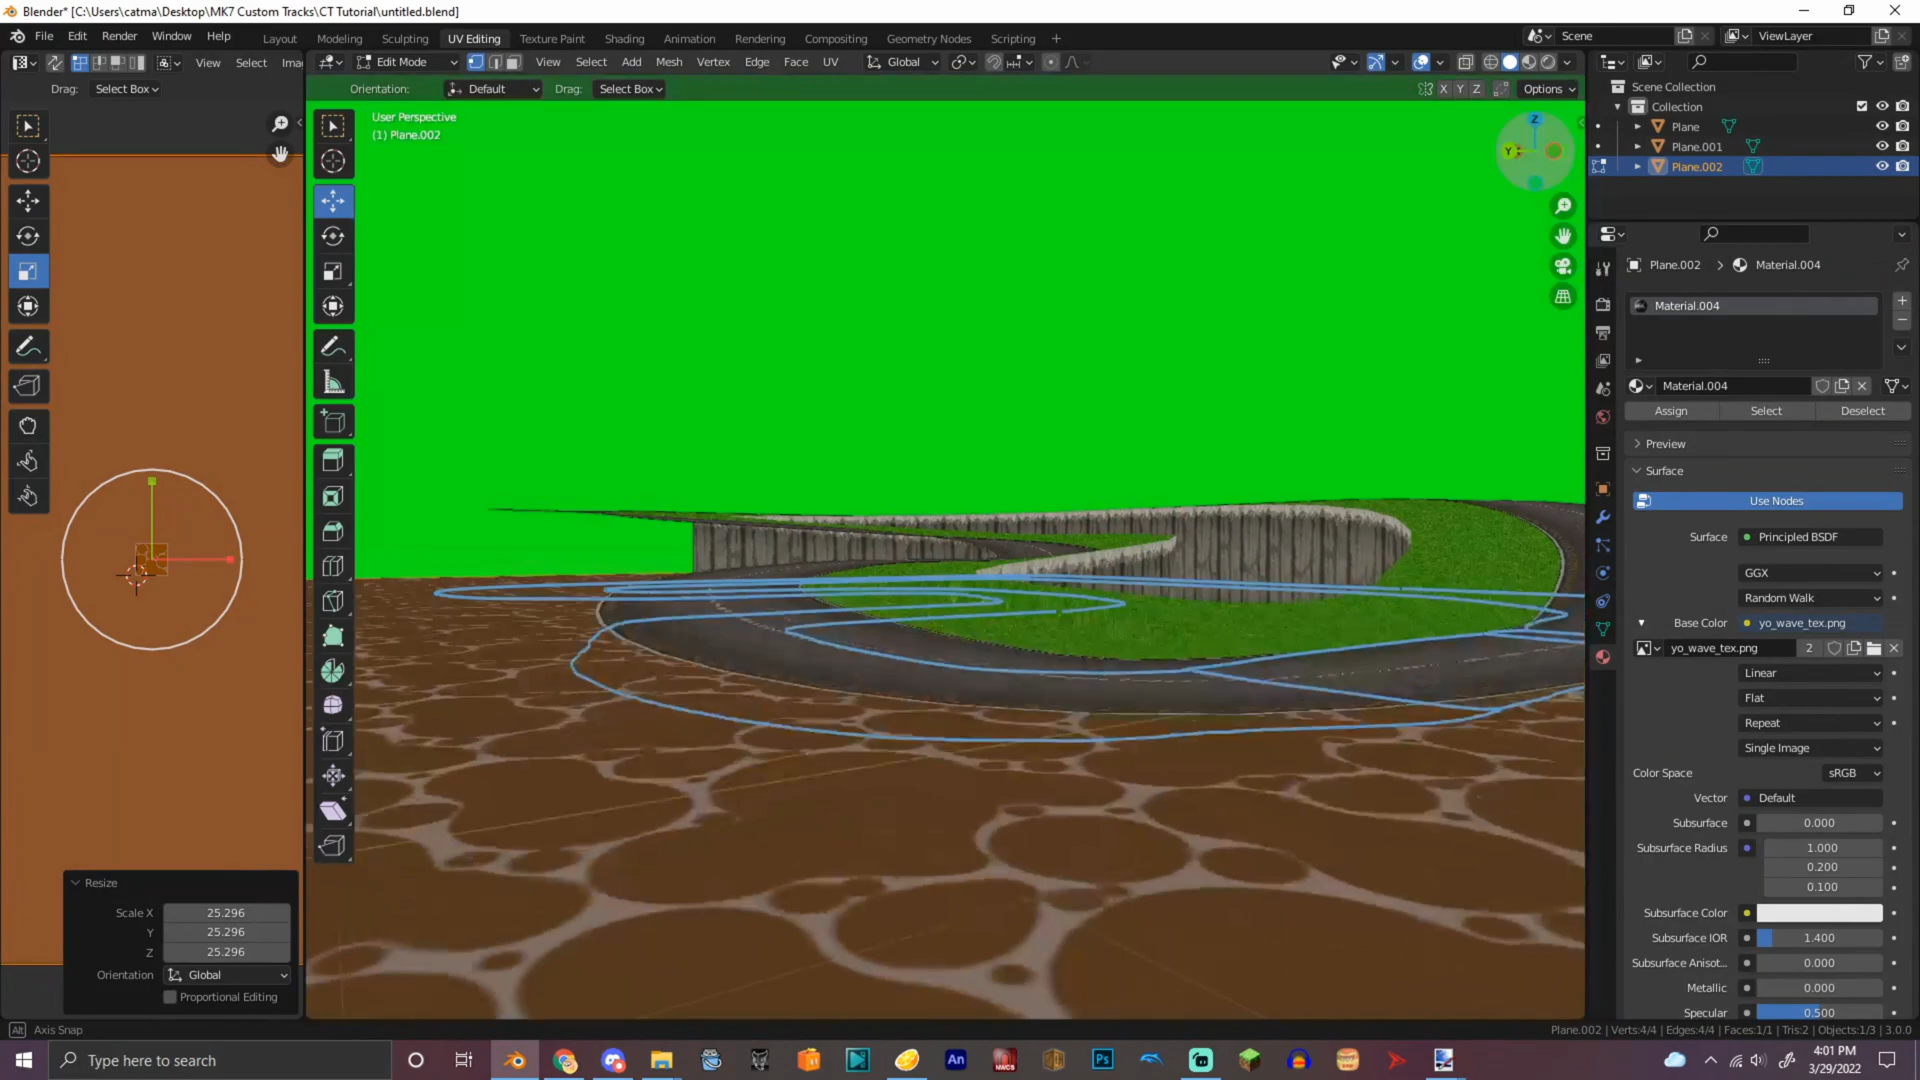 Blender* [C:\Users\catma\Desktop\MK7 Custom Tracks\CT Tutorial\untitled.blend]
File Edit Render Window Help
Layout Modeling Sculpting UV Editing Texture Paint Shading Animation Rendering Compositing Geometry Nodes Scripting +
Scene ViewLayer
View Select Ima
Edit Mode View Select Add Mesh Vertex Edge Face UV Global
Drag: Select Box
Orientation: Default Drag: Select Box
X Y Z Options
User Perspective
(1) Plane.002
Z
Y
Scene Collection
Collection
Plane
Plane.001
Plane.002
Plane.002 > Material.004
Material.004
Material.004
Assign Select Deselect
Preview
Surface
Use Nodes
Surface Principled BSDF
GGX
Random Walk
Base Color yo_wave_tex.png
yo_wave_tex.png 2
Linear
Flat
Repeat
Single Image
Color Space sRGB
Vector Default
Subsurface 0.000
Subsurface Radius 1.000
0.200
0.100
Subsurface Color
Subsurface IOR 1.400
Subsurface Anisot... 0.000
Metallic 0.000
Specular 0.500
Resize
Scale X 25.296
Y 25.296
Z 25.296
Orientation Global
Proportional Editing
Alt Axis Snap
Plane.002 | Verts:4/4 | Edges:4/4 | Faces:1/1 | Tris:2 | Objects:1/3 | 3.0.0
Type here to search
An
NWCS
Ps
4:01 PM
3/29/2022